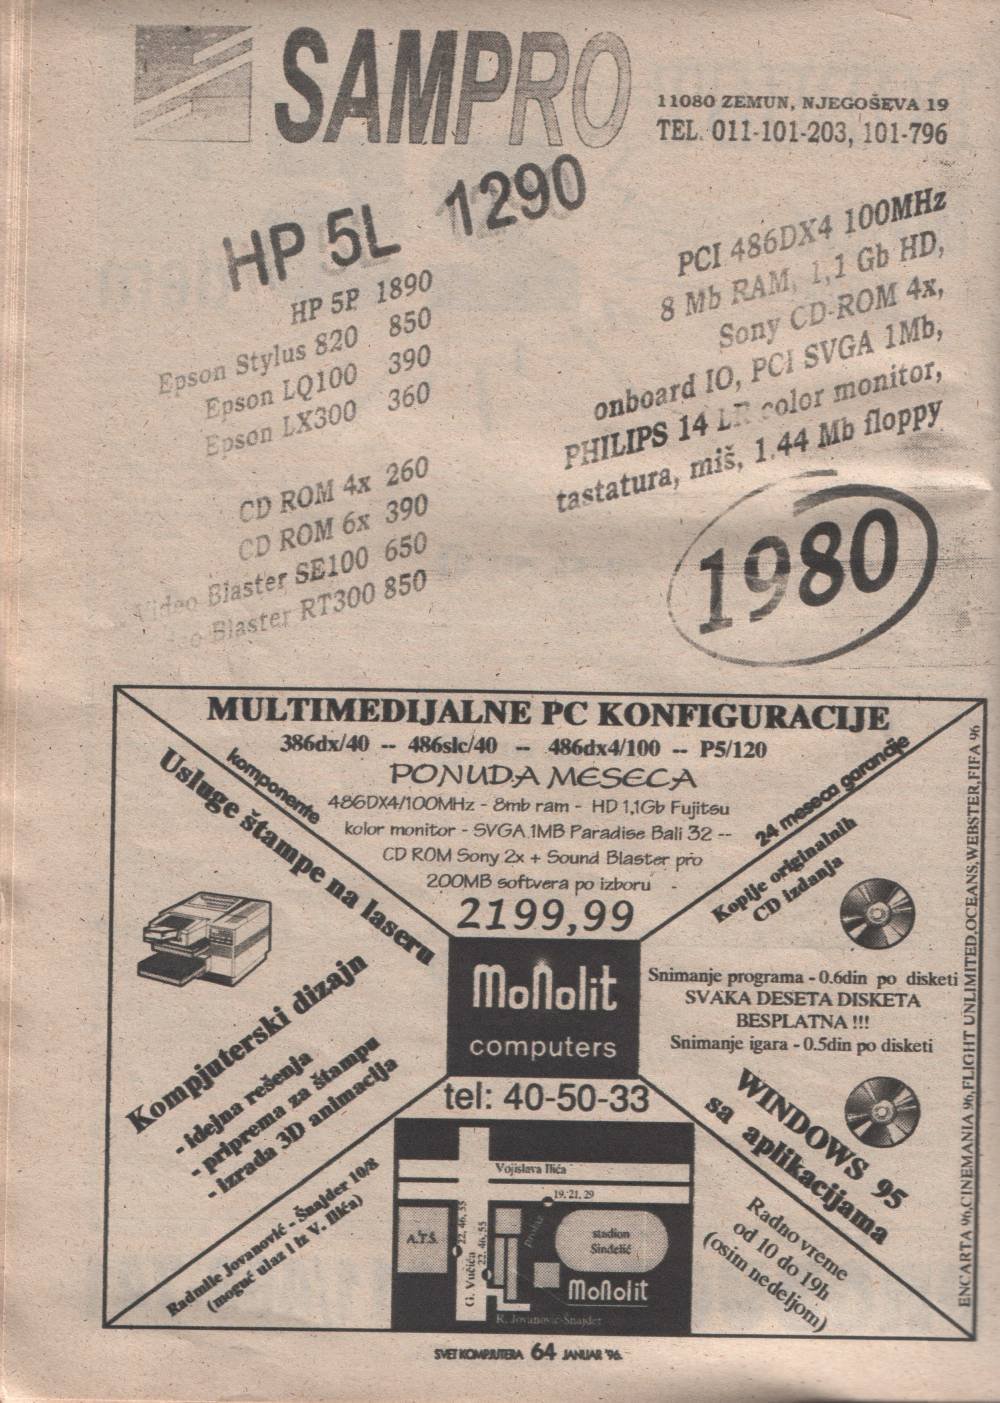 SAMPRO
11080 ZEMUN, NJEGOŠEVA 19
TEL. 011-101-203, 101-796
HP 5L 1290
HP 5P 1890
Epson Stylus 820 850
Epson LQ100 390
Epson LX300 360
CD ROM 4x 260
CD ROM 6x 390
Video Blaster SE100 650
Blaster RT300 850
PCI 486DX4 100MHz
8 Mb RAM, 1,1 Gb HD,
Sony CD-ROM 4x,
onboard IO, PCI SVGA 1Mb,
PHILIPS 14 LR color monitor,
tastatura, miš, 1.44 Mb floppy
1980
MULTIMEDIJALNE PC KONFIGURACIJE
386dx/40 -- 486slc/40 -- 486dx4/100 -- P5/120
PONUDA MESECA
486DX4/100MHz - 8mb ram - HD 1,1Gb Fujitsu
kolor monitor - SVGA 1MB Paradise Bali 32 --
CD ROM Sony 2x + Sound Blaster pro
200MB softvera po izboru -
2199,99
komponente
24 meseca garancije
Usluge štampe na laseru
Kompjuterski dizajn
- idejna rešenja
- priprema za štampu
- izrada 3D animacija
Radmile Jovanović - Šnajder 10/8
(moguć ulaz i iz V. Ilića)
MoNolit
computers
tel: 40-50-33
Kopije originalnih
CD izdanja
Snimanje programa - 0.6din po disketi
SVAKA DESETA DISKETA
BESPLATNA !!!
Snimanje igara - 0.5din po disketi
WINDOWS 95
sa aplikacijama
Radno vreme
od 10 do 19h
(osim nedeljom)
ENCARTA 96,CINEMANIA 96,FLIGHT UNLIMITED,OCEANS,WEBSTER,FIFA 96
Vojislava Ilića
19, 21, 29
A.T.Š.
G. Vučića
22, 46, 55
22, 46, 55
stadion
Sinđelić
MoNolit
R. Jovanović-Šnajder
SVET KOMPJUTERA 64 JANUAR '96.